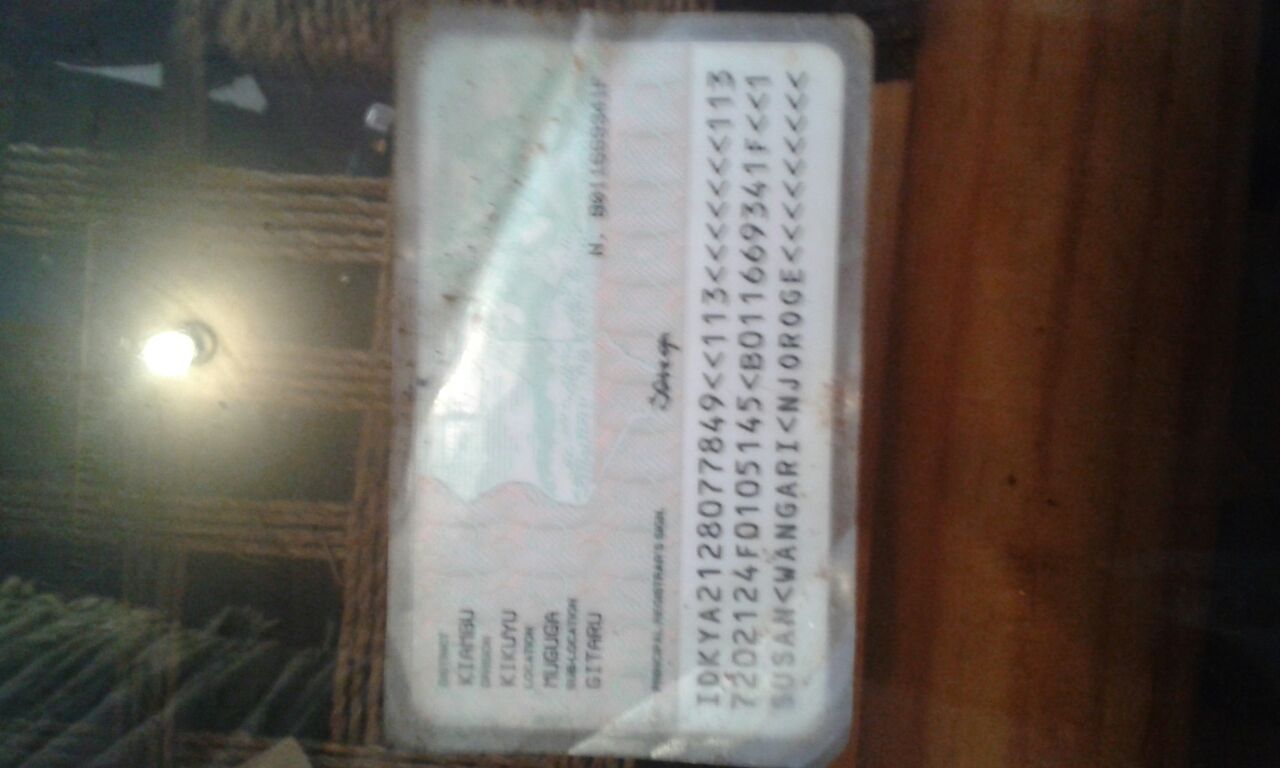 DISTRICT
KIAMBU
DIVISION
KIKUYU
LOCATION
MUGUGA
SUB-LOCATION
GITARU
N. B011669341F
PRINCIPAL REGISTRAR'S SIGN.
IDKYA2128077849<<113<<<<<<<113
7202124F0105145<B011669341F<<1
SUSAN<WANGARI<NJOROGE<<<<<<<<<